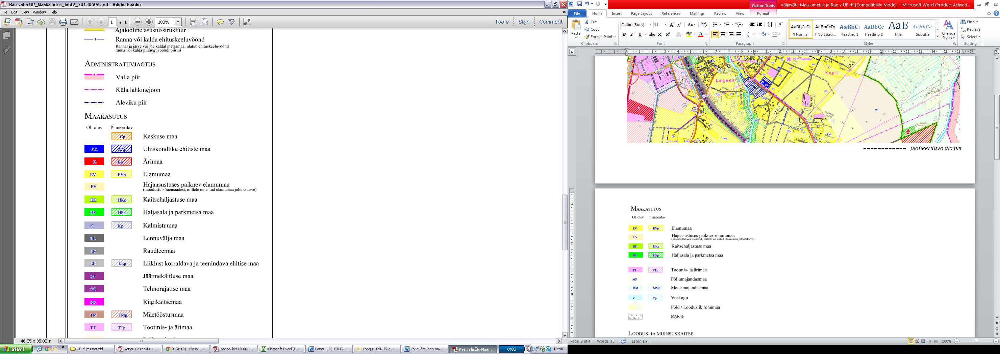 Rae valla ÜP_Maakasutus_leht2_20130506.pdf - Adobe Reader
File Edit View Window Help
1 / 1 100% Tools Sign Comment
Ajalooline asustusstruktuur
Ranna või kalda ehituskeeluvöönd
Rannal ja järve või jõe kaldal metsamaal ulatub ehituskeeluvöönd
ranna või kalda piiranguvööndi piirini
ADMINISTRATIIVJAOTUS
Valla piir
Küla lahkmejoon
Aleviku piir
MAAKASUTUS
Ol. olev Planeeritav
Cp Keskuse maa
AA AAp Ühiskondlike ehitiste maa
B Bp Ärimaa
EV EVp Elamumaa
EV Hajaasustuses paiknev elamumaa
(moodustub õuemaadest, millele on antud elamumaa juhtotstarve)
HK HKp Kaitsehaljastuse maa
HP HPp Haljasala ja parkmetsa maa
K Kp Kalmistumaa
LL Lennuvälja maa
LR Raudteemaa
LE LEp Liiklust korraldava ja teenindava ehitise maa
OJ Jäätmekäitluse maa
OT Tehnorajatise maa
RR Riigikaitsemaa
TM TMp Mäetööstusmaa
TT TTp Tootmis- ja ärimaa
46,85 x 35,83 in
Picture Tools Väljavõte Maa-ametist ja Rae v ÜP.rtf [Compatibility Mode] - Microsoft Word (Product Activati...
File Home Insert Page Layout References Mailings Review View Format
Paste Cut Copy Format Painter
Clipboard
Calibri (Body) 11
Font
Paragraph
AaBbCcDc AaBbCcDc AaBbC AaBbCc AaB AaBbCc.
¶ Normal ¶ No Spaci... Heading 1 Heading 2 Title Subtitle
Change Styles
Styles
Find
Replace
Select
Editing
Lagedi
Kopli
planeeritava ala piir
MAAKASUTUS
Ol. olev Planeeritav
EV EVp Elamumaa
EV Hajaasustuses paiknev elamumaa
(moodustub õuemaadest, millele on antud elamumaa juhtotstarve)
HK HKp Kaitsehaljastuse maa
HP HPp Haljasala ja parkmetsa maa
TT TTp Tootmis- ja ärimaa
MP Põllumajandusmaa
MM MMp Metsamajandusmaa
V Vp Veekogu
Põld / Looduslik rohumaa
Kõlvik
LOODUS- JA MUINSUSKAITSE
Page: 2 of 4 Words: 15 Estonian 100%
start ÜP-d jms normid kangru-2+eskiis.... X-GIS(3) - Flash -... Rae vv kiri 13.06.... Microsoft Excel (P... Kangru_SELETUS... Kangru_ESKIIS.d... Väljavõte Maa-am... Rae valla ÜP_Maa... 0:00 19:48